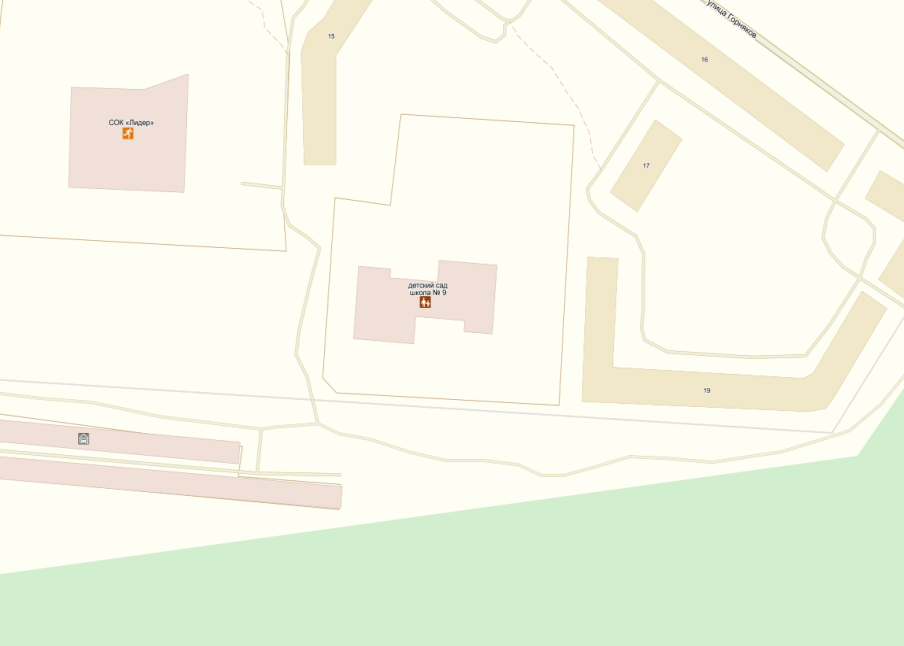 улица Горняков
15
16
СОК «Лидер»
17
детский сад
школа № 9
19